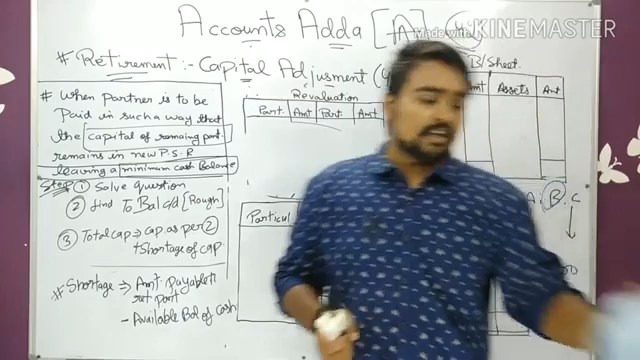 Accounts Adda [A]
Made with KINEMASTER
# Retirement :- Capital Adjusment
# When Partner is to be
Paid in such a way that
the capital of remaing part
remains in new P.S.R
leaving a minimum cash Balance
Step ① Solve question
② find To Bal c/d [Rough]
③ Total cap ⇒ Cap as per ②
+ Shortage of cap.
# Shortage ⇒ Amt. Payable ti
ret part
- Available Bal of cash
Revaluation
Part. Amt Part. Amt
Particul
B/Sheet
Amt Assets Amt
A : B : C